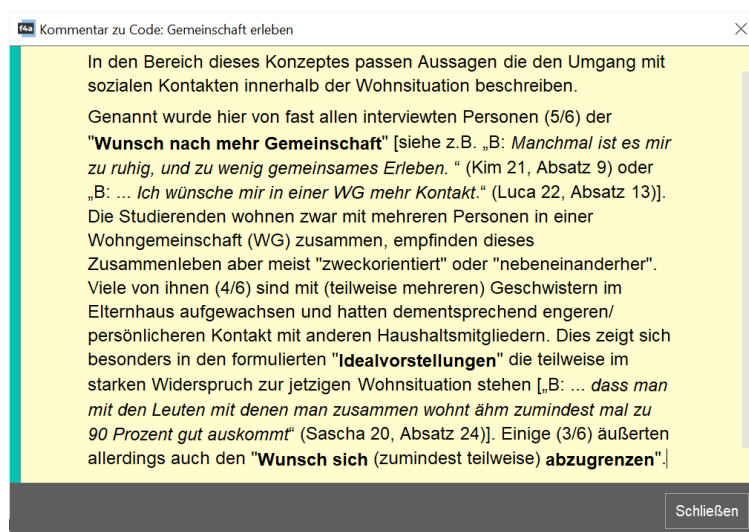 f4a Kommentar zu Code: Gemeinschaft erleben
In den Bereich dieses Konzeptes passen Aussagen die den Umgang mit
sozialen Kontakten innerhalb der Wohnsituation beschreiben.
Genannt wurde hier von fast allen interviewten Personen (5/6) der
"Wunsch nach mehr Gemeinschaft" [siehe z.B. „B: Manchmal ist es mir
zu ruhig, und zu wenig gemeinsames Erleben. “ (Kim 21, Absatz 9) oder
„B: ... Ich wünsche mir in einer WG mehr Kontakt.“ (Luca 22, Absatz 13)].
Die Studierenden wohnen zwar mit mehreren Personen in einer
Wohngemeinschaft (WG) zusammen, empfinden dieses
Zusammenleben aber meist "zweckorientiert" oder "nebeneinanderher".
Viele von ihnen (4/6) sind mit (teilweise mehreren) Geschwistern im
Elternhaus aufgewachsen und hatten dementsprechend engeren/
persönlicheren Kontakt mit anderen Haushaltsmitgliedern. Dies zeigt sich
besonders in den formulierten "Idealvorstellungen" die teilweise im
starken Widerspruch zur jetzigen Wohnsituation stehen [„B: ... dass man
mit den Leuten mit denen man zusammen wohnt ähm zumindest mal zu
90 Prozent gut auskommt“ (Sascha 20, Absatz 24)]. Einige (3/6) äußerten
allerdings auch den "Wunsch sich (zumindest teilweise) abzugrenzen".
Schließen